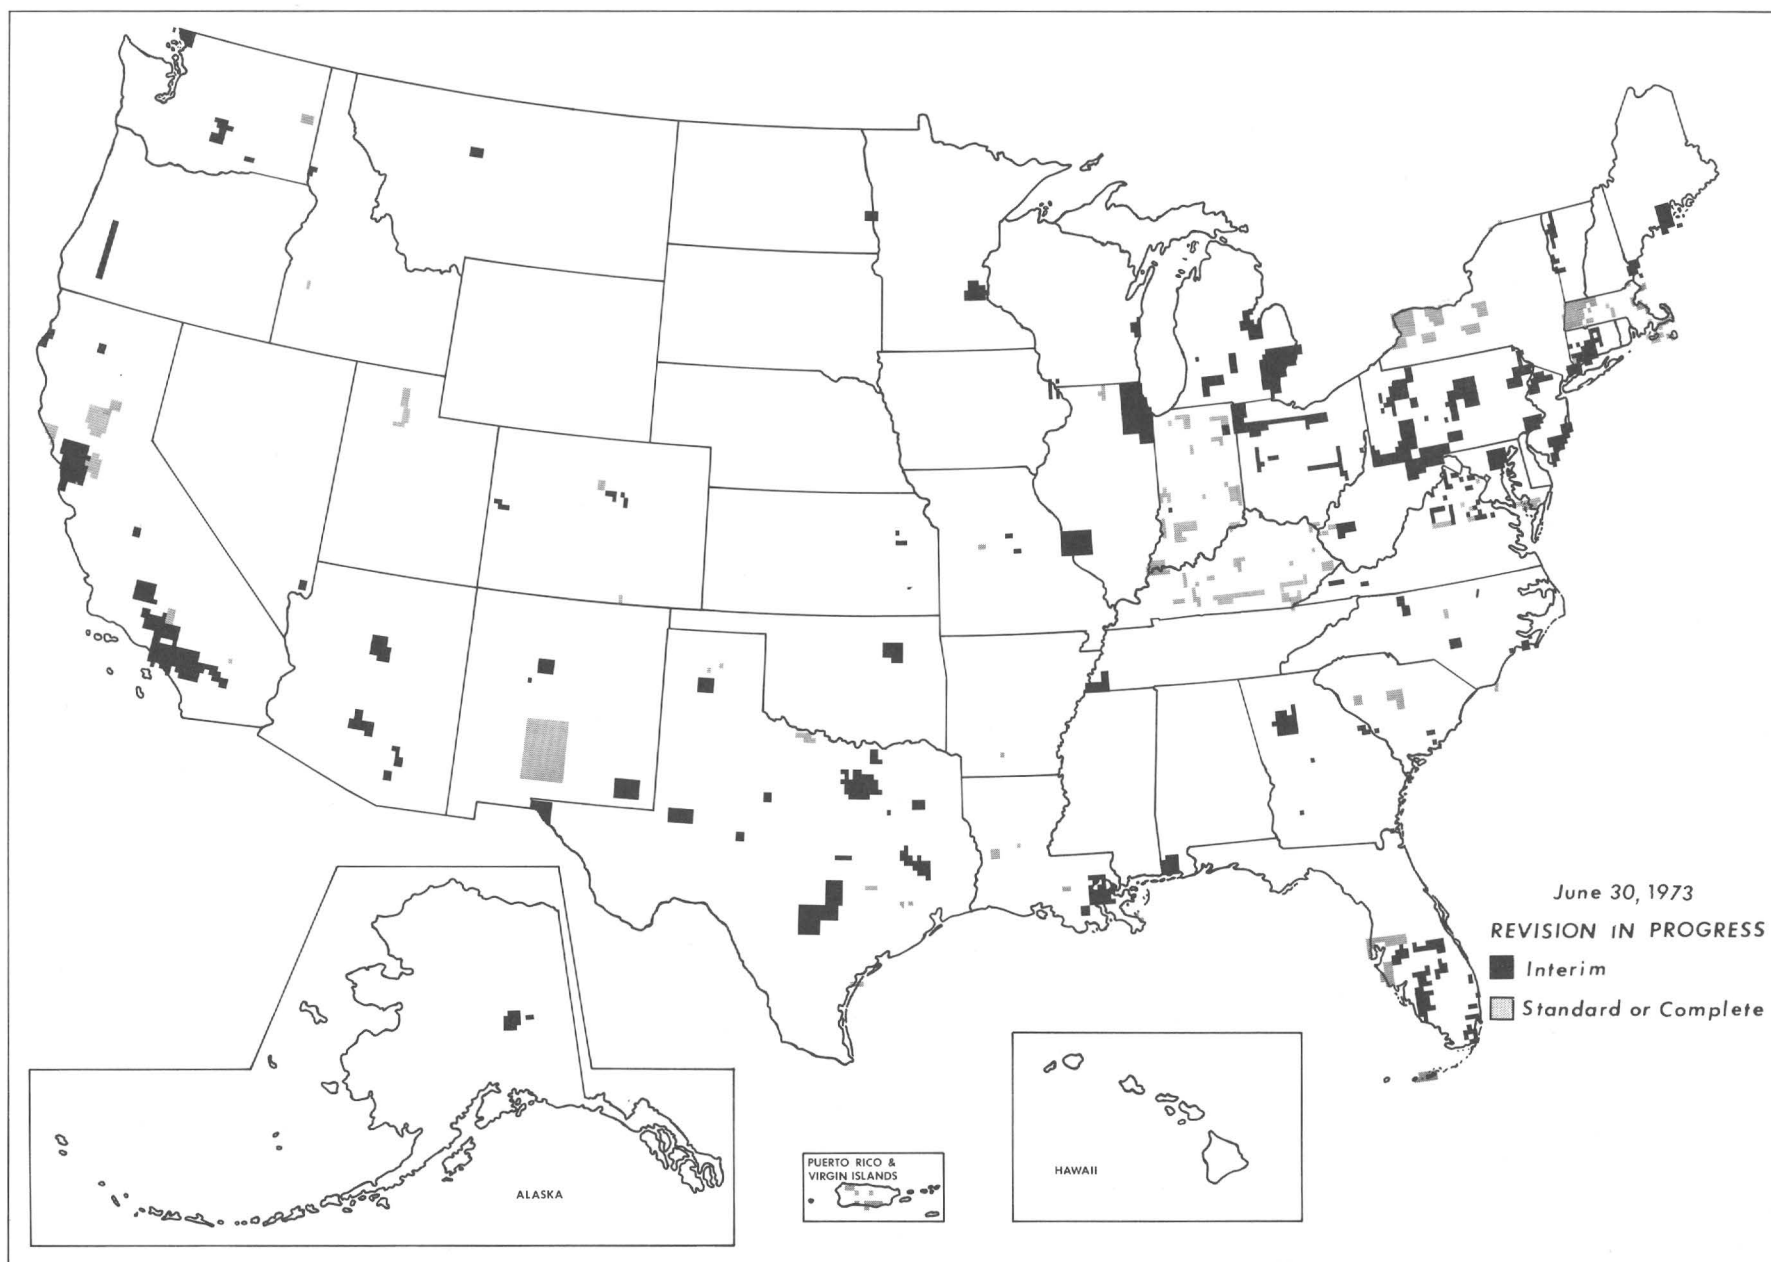 June 30, 1973
REVISION IN PROGRESS
Interim
Standard or Complete
PUERTO RICO &
VIRGIN ISLANDS
HAWAII
ALASKA